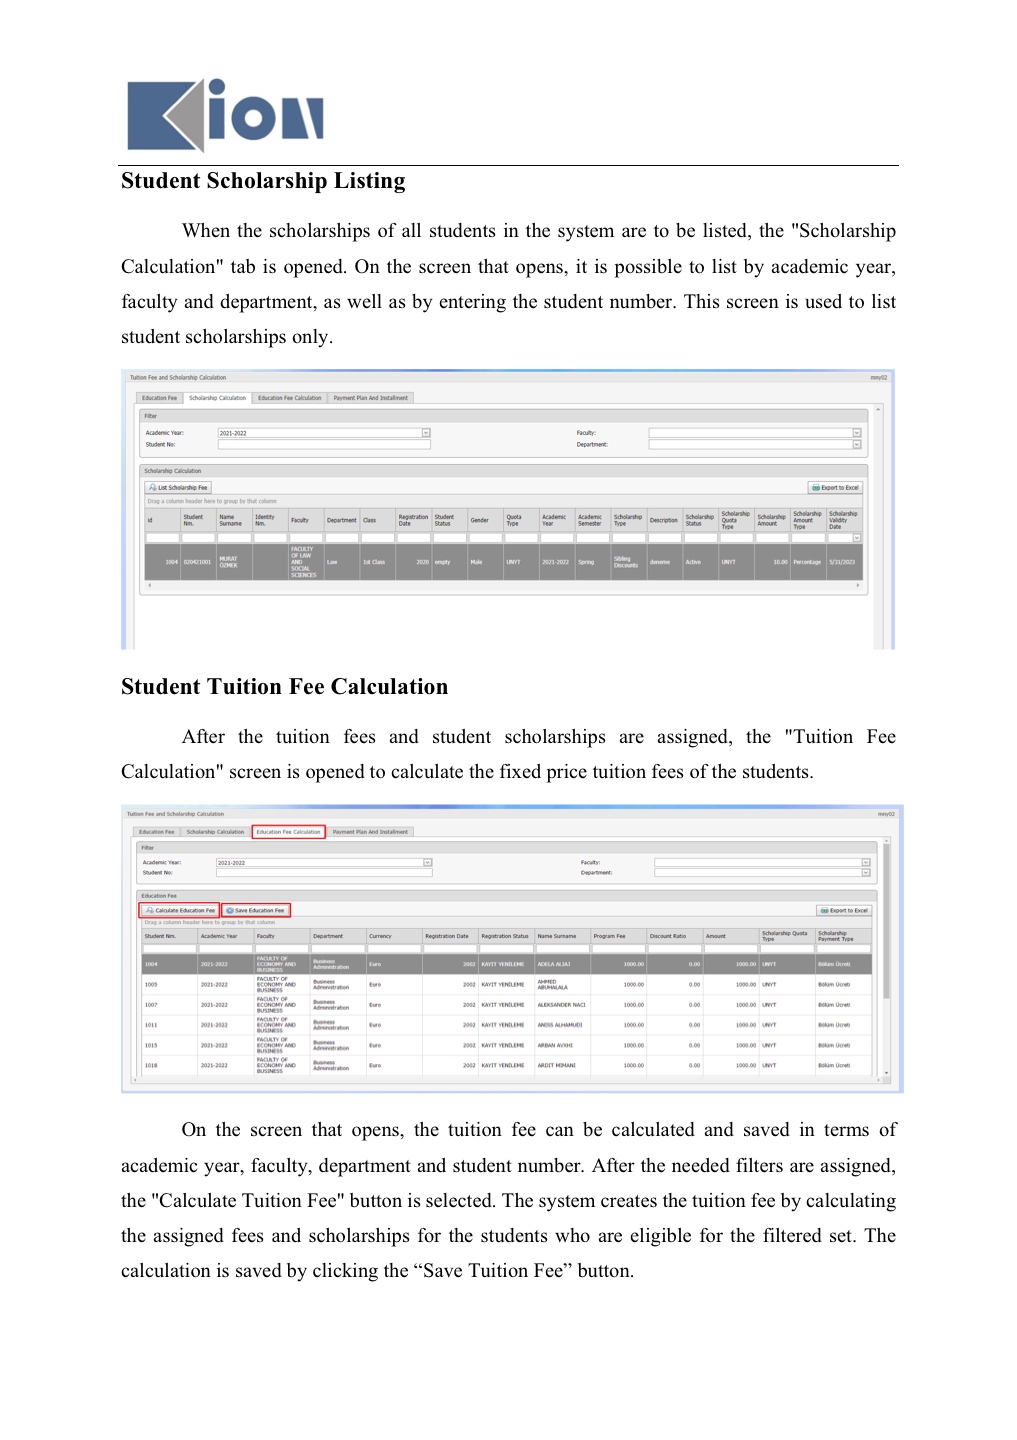 Kion
Student Scholarship Listing
When the scholarships of all students in the system are to be listed, the "Scholarship
Calculation" tab is opened. On the screen that opens, it is possible to list by academic year,
faculty and department, as well as by entering the student number. This screen is used to list
student scholarships only.
Tuition Fee and Scholarship Calculation mny02
Education Fee Scholarship Calculation Education Fee Calculation Payment Plan And Installment
Filter
Academic Year: 2021-2022 Faculty:
Student No: Department:
Scholarship Calculation
List Scholarship Fee Export to Excel
Drag a column header here to group by that column
id Student Nm. Name Surname Identity Nm. Faculty Department Class Registration Date Student Status Gender Quota Type Academic Year Academic Semester Scholarship Type Description Scholarship Status Scholarship Quota Type Scholarship Amount Scholarship Amount Type Scholarship Validity Date
1004 020421001 MURAT ÖZMEK FACULTY OF LAW AND SOCIAL SCIENCES Law 1st Class 2020 empty Male UNYT 2021-2022 Spring Sibling Discounts deneme Active UNYT 10.00 Percentage 5/31/2023
Student Tuition Fee Calculation
After the tuition fees and student scholarships are assigned, the "Tuition Fee
Calculation" screen is opened to calculate the fixed price tuition fees of the students.
Tuition Fee and Scholarship Calculation mny02
Education Fee Scholarship Calculation Education Fee Calculation Payment Plan And Installment
Filter
Academic Year: 2021-2022 Faculty:
Student No: Department:
Education Fee
Calculate Education Fee Save Education Fee Export to Excel
Drag a column header here to group by that column
Student Nm. Academic Year Faculty Department Currency Registration Date Registration Status Name Surname Program Fee Discount Ratio Amount Scholarship Quota Type Scholarship Payment Type
1004 2021-2022 FACULTY OF ECONOMY AND BUSINESS Business Administration Euro 2002 KAYIT YENİLEME ADELA ALIAJ 1000.00 0.00 1000.00 UNYT Bölüm Ücreti
1005 2021-2022 FACULTY OF ECONOMY AND BUSINESS Business Administration Euro 2002 KAYIT YENİLEME AHMED ABUHALALA 1000.00 0.00 1000.00 UNYT Bölüm Ücreti
1007 2021-2022 FACULTY OF ECONOMY AND BUSINESS Business Administration Euro 2002 KAYIT YENİLEME ALEKSANDER NACI 1000.00 0.00 1000.00 UNYT Bölüm Ücreti
1011 2021-2022 FACULTY OF ECONOMY AND BUSINESS Business Administration Euro 2002 KAYIT YENİLEME ANISS ALHAMUDI 1000.00 0.00 1000.00 UNYT Bölüm Ücreti
1015 2021-2022 FACULTY OF ECONOMY AND BUSINESS Business Administration Euro 2002 KAYIT YENİLEME ARBAN AVXHI 1000.00 0.00 1000.00 UNYT Bölüm Ücreti
1018 2021-2022 FACULTY OF ECONOMY AND BUSINESS Business Administration Euro 2002 KAYIT YENİLEME ARDIT MIMANI 1000.00 0.00 1000.00 UNYT Bölüm Ücreti
On the screen that opens, the tuition fee can be calculated and saved in terms of
academic year, faculty, department and student number. After the needed filters are assigned,
the "Calculate Tuition Fee" button is selected. The system creates the tuition fee by calculating
the assigned fees and scholarships for the students who are eligible for the filtered set. The
calculation is saved by clicking the “Save Tuition Fee” button.